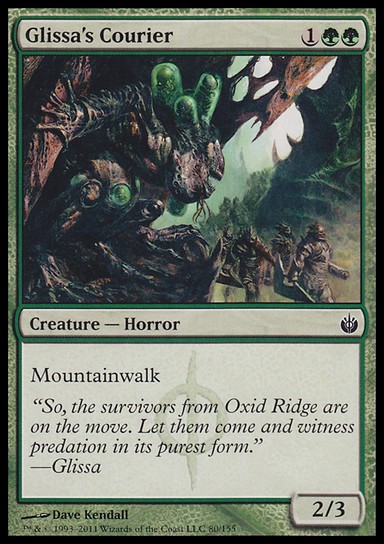 Glissa's Courier 1
Creature — Horror
Mountainwalk
“So, the survivors from Oxid Ridge are
on the move. Let them come and witness
predation in its purest form.”
—Glissa
Dave Kendall
2/3
™ & © 1993-2011 Wizards of the Coast LLC 80/155